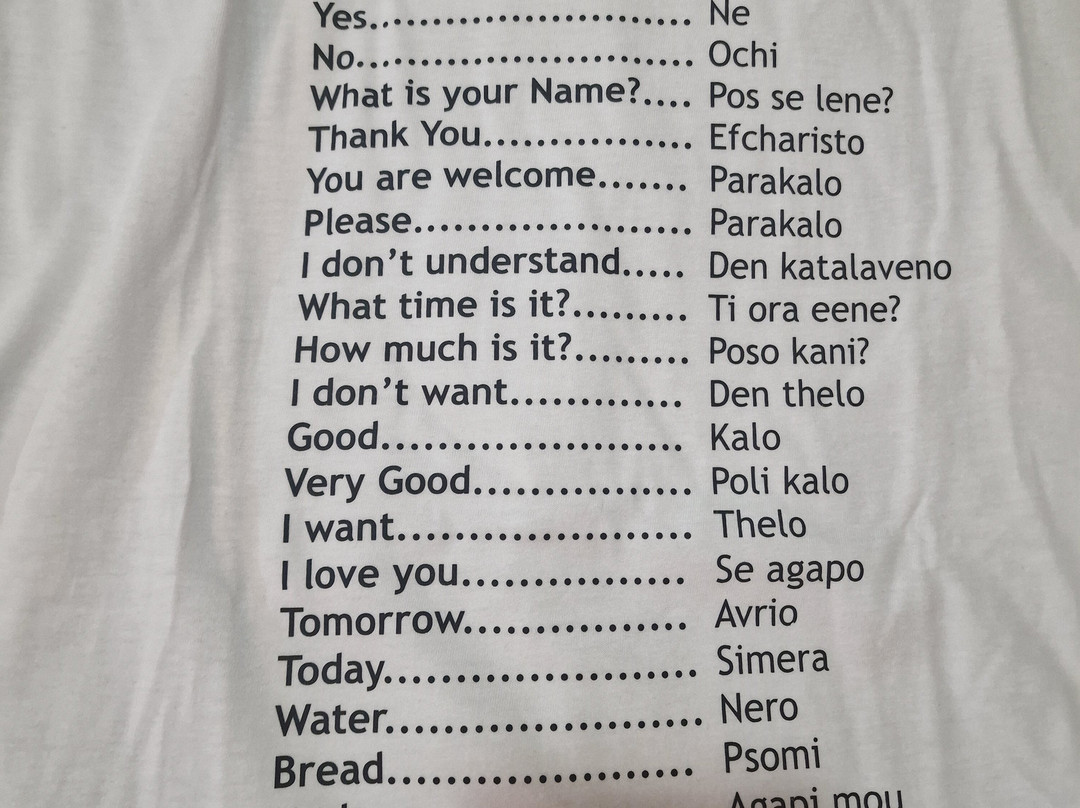 Yes....................... Ne
No........................ Ochi
What is your Name?.... Pos se lene?
Thank You............... Efcharisto
You are welcome....... Parakalo
Please.................... Parakalo
I don't understand..... Den katalaveno
What time is it?......... Ti ora eene?
How much is it?......... Poso kani?
I don't want............. Den thelo
Good...................... Kalo
Very Good................ Poli kalo
I want..................... Thelo
I love you................ Se agapo
Tomorrow................ Avrio
Today...................... Simera
Water...................... Nero
Bread...................... Psomi
Agapi mou